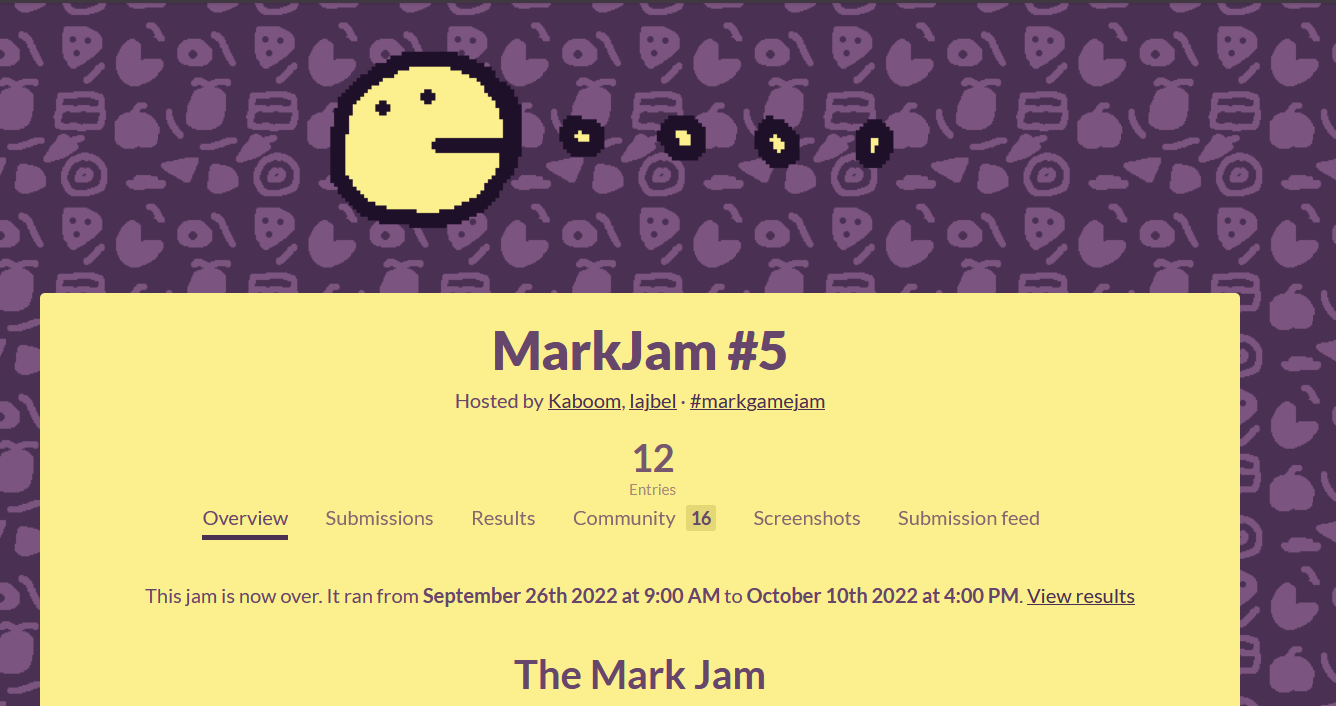 MarkJam #5
Hosted by Kaboom, lajbel · #markgamejam
12
Entries
Overview Submissions Results Community 16 Screenshots Submission feed
This jam is now over. It ran from September 26th 2022 at 9:00 AM to October 10th 2022 at 4:00 PM. View results
The Mark Jam